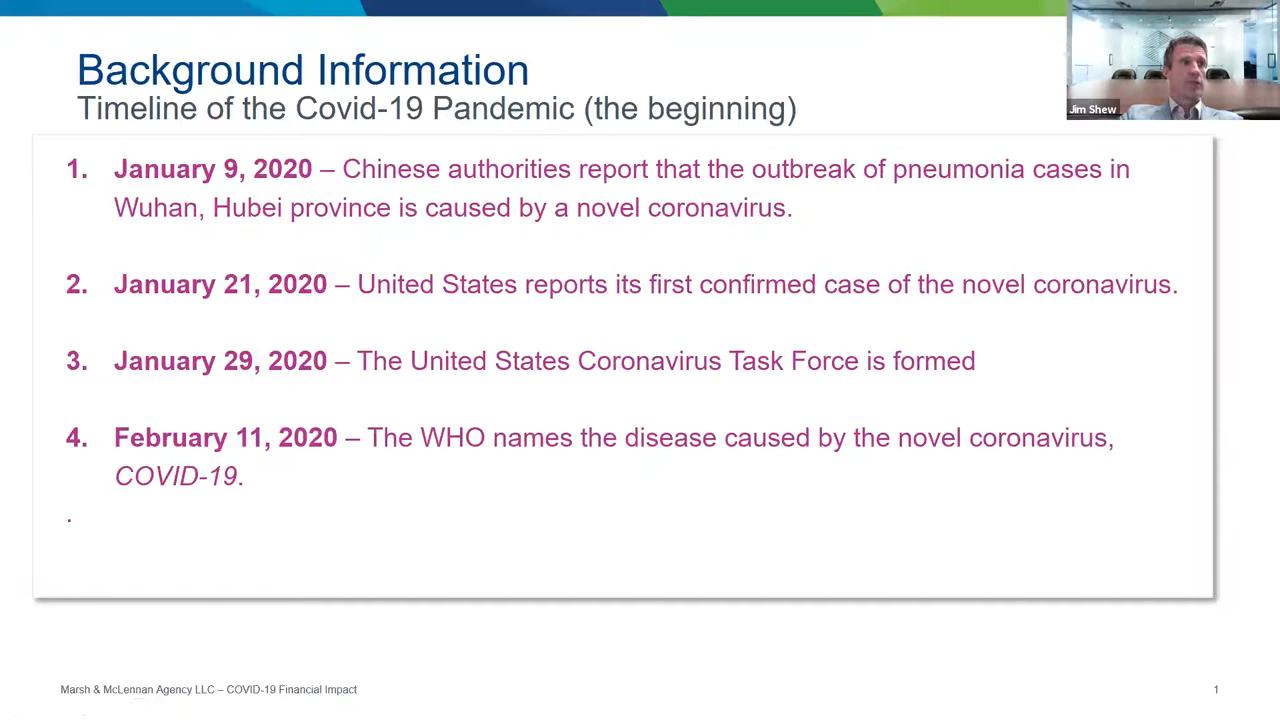 Background Information
Timeline of the Covid-19 Pandemic (the beginning)
Jim Shew
1. January 9, 2020 – Chinese authorities report that the outbreak of pneumonia cases in
Wuhan, Hubei province is caused by a novel coronavirus.
2. January 21, 2020 – United States reports its first confirmed case of the novel coronavirus.
3. January 29, 2020 – The United States Coronavirus Task Force is formed
4. February 11, 2020 – The WHO names the disease caused by the novel coronavirus,
COVID-19.
.
Marsh & McLennan Agency LLC – COVID-19 Financial Impact
1